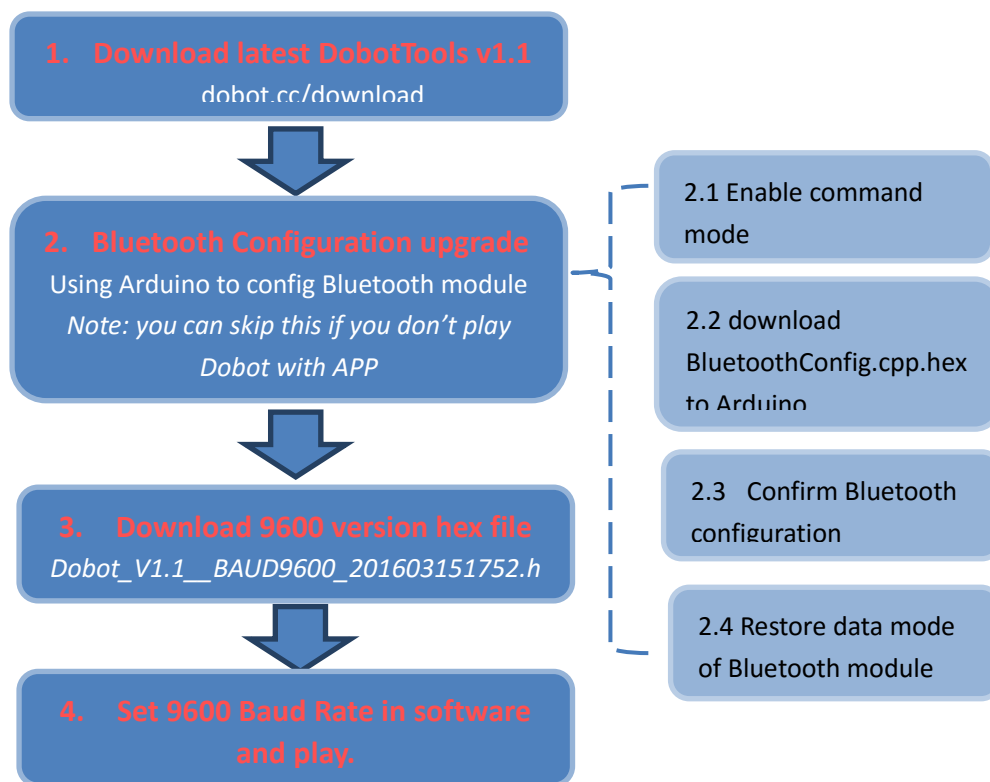 1. Download latest DobotTools v1.1
dobot.cc/download
2. Bluetooth Configuration upgrade
Using Arduino to config Bluetooth module
Note: you can skip this if you don’t play
Dobot with APP
3. Download 9600 version hex file
Dobot_V1.1__BAUD9600_201603151752.h
4. Set 9600 Baud Rate in software
and play.
2.1 Enable command
mode
2.2 download
BluetoothConfig.cpp.hex
to Arduino
2.3 Confirm Bluetooth
configuration
2.4 Restore data mode
of Bluetooth module